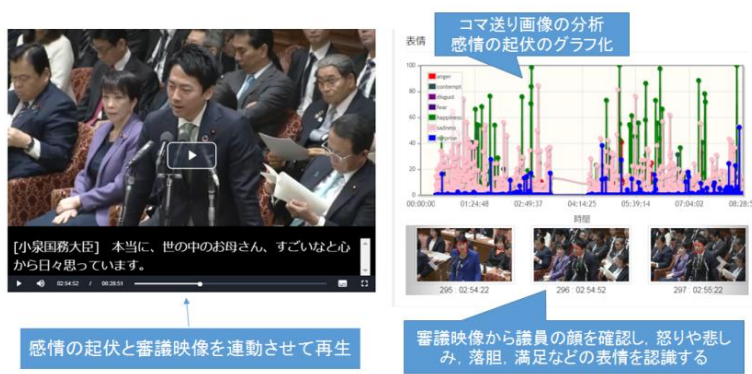 コマ送り画像の分析
感情の起伏のグラフ化
表情
100
80
60
40
20
0
anger
contempt
disgust
fear
happiness
sadness
surprise
00:00:00 01:24:48 02:49:37 04:14:25 05:39:14 07:04:02 08:28:5
時間
[小泉国務大臣] 本当に、世の中のお母さん、すごいなと心
から日々思っています。
02:54:52 / 08:28:51
295 : 02:54:22
296 : 02:54:52
297 : 02:55:22
感情の起伏と審議映像を連動させて再生
審議映像から議員の顔を確認し，怒りや悲し
み，落胆，満足などの表情を認識する